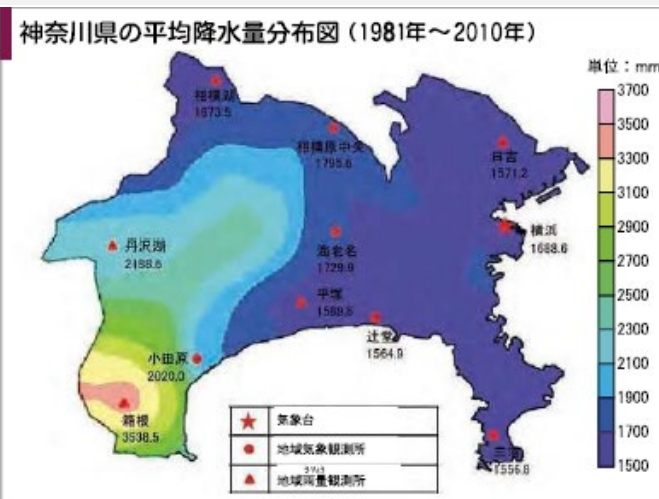 神奈川県の平均降水量分布図（1981年～2010年）
単位：mm
3700
3500
3300
3100
2900
2700
2500
2300
2100
1900
1700
1500
相模湖
1673.5
相模原中央
1795.6
日吉
1571.2
横浜
1688.6
丹沢湖
海老名
1729.9
平塚
辻堂
1564.9
小田原
2020.0
箱根
3538.5
三浦
1556.8
気象台
地域気象観測所
地域雨量観測所